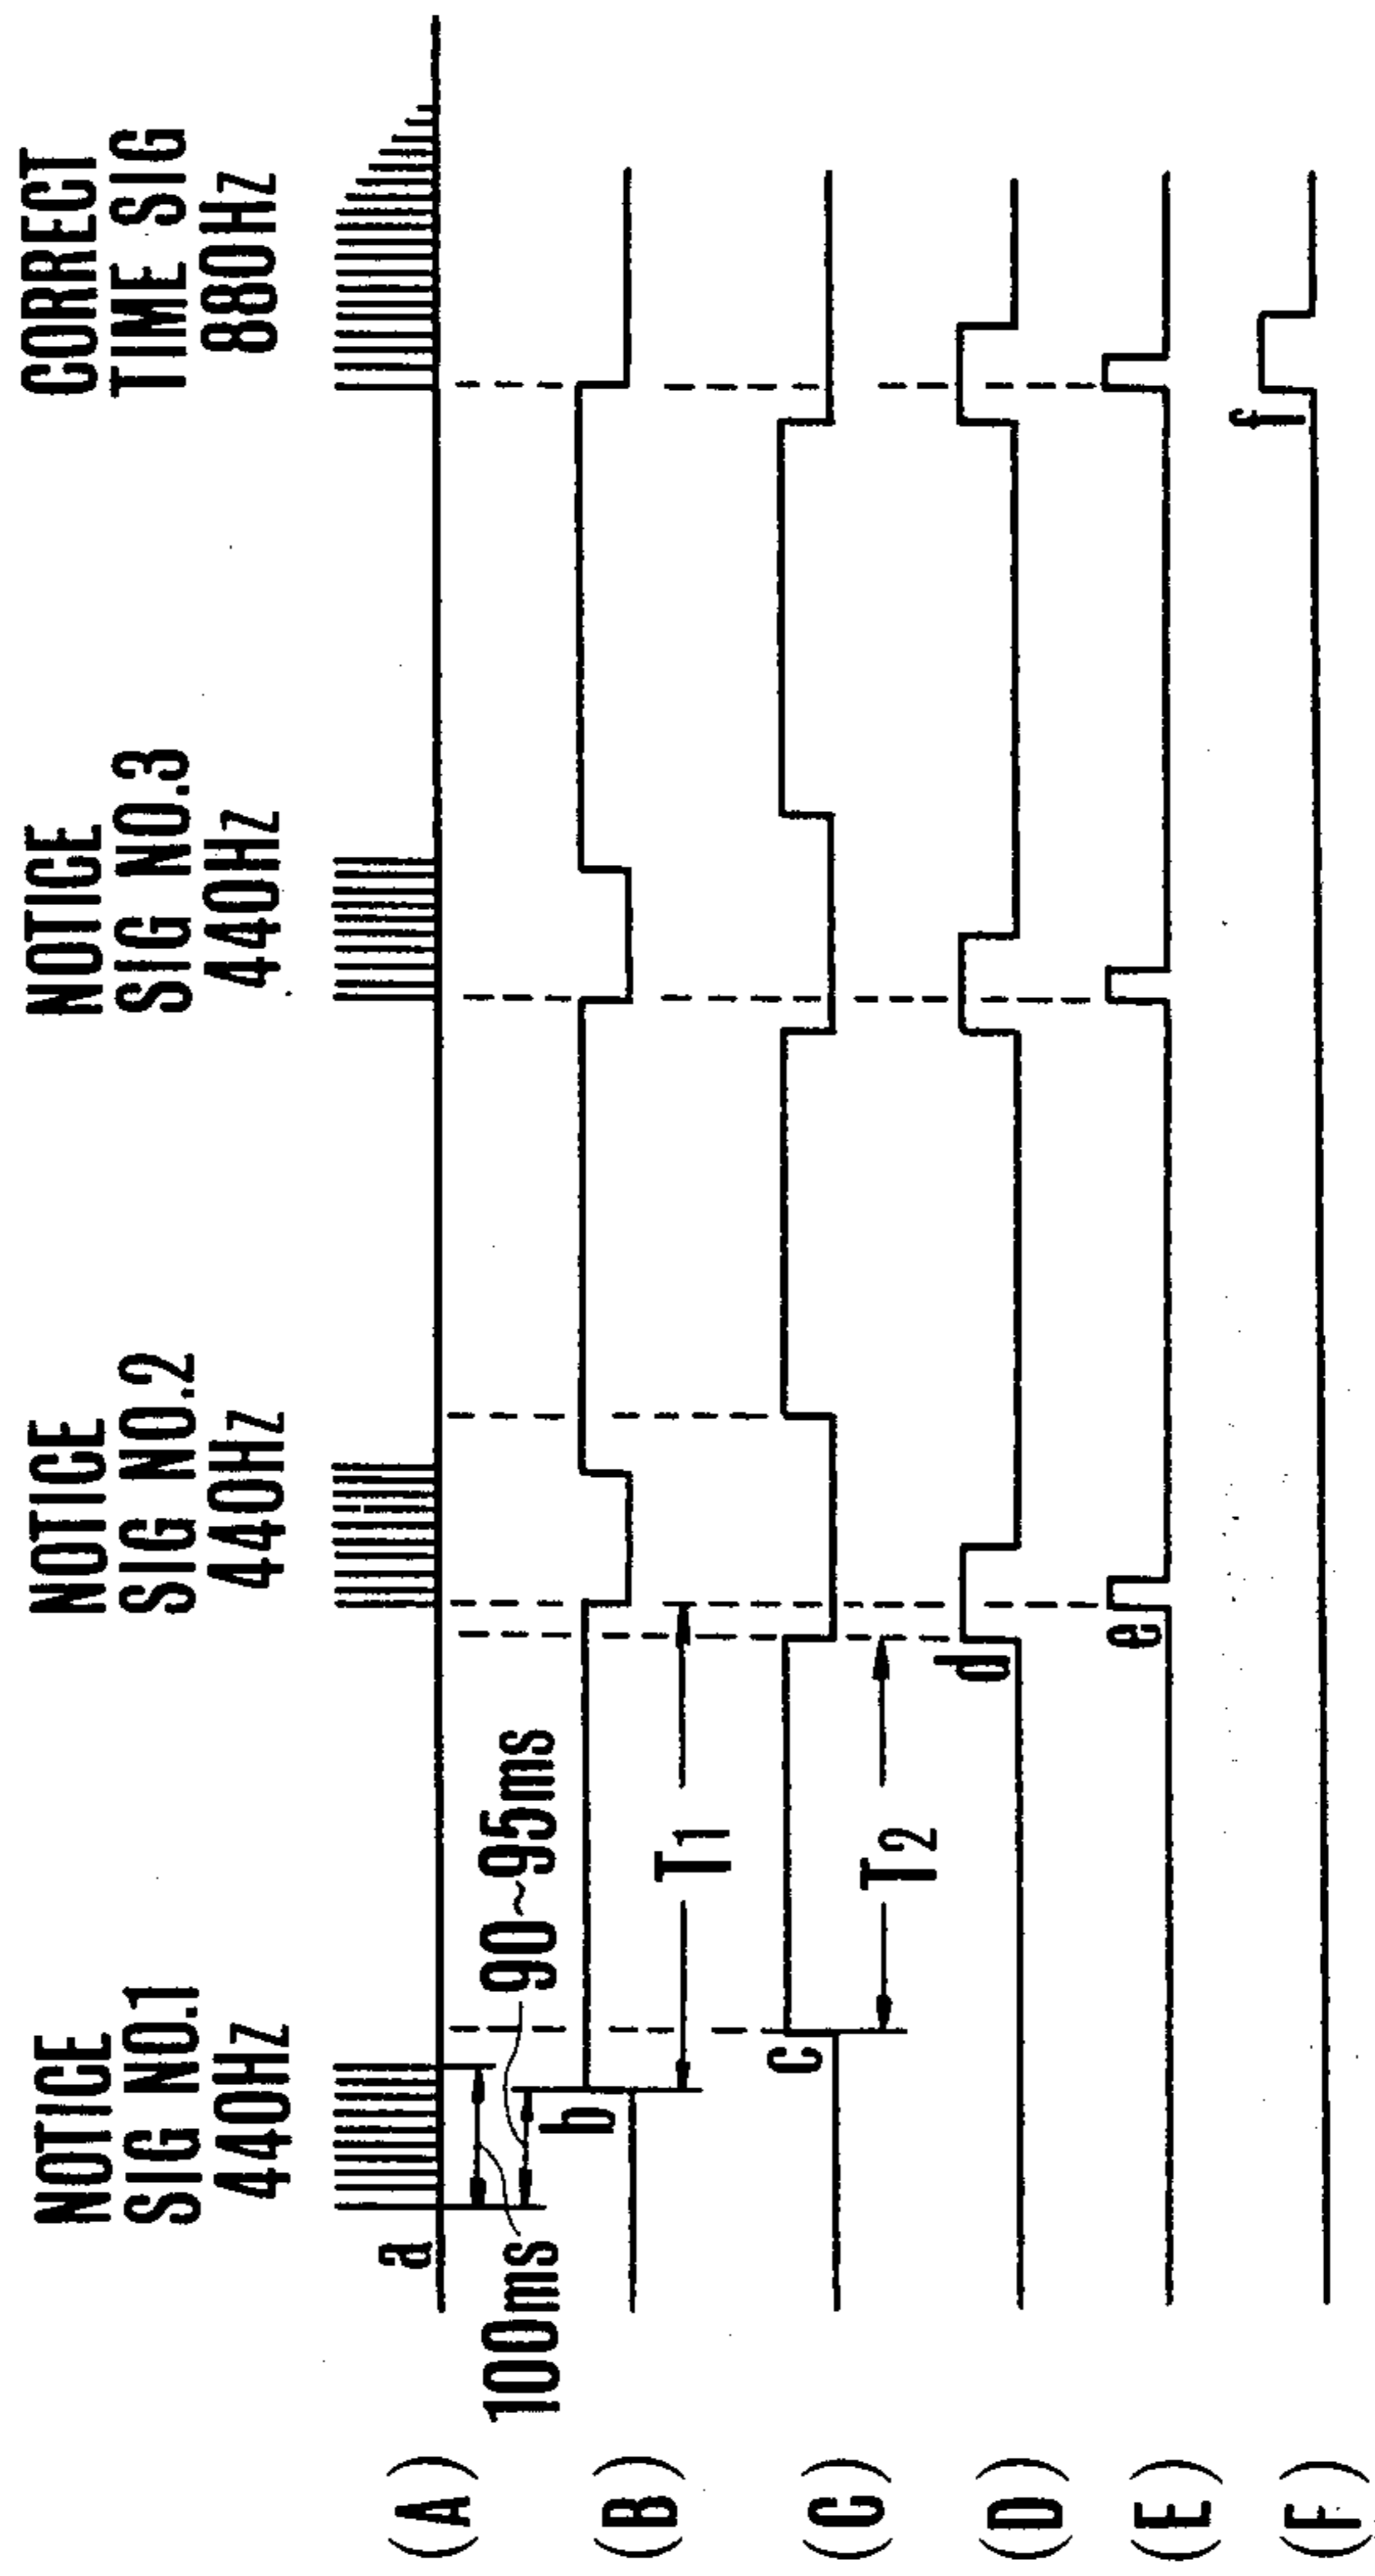 NOTICE
SIG NO.1
440Hz
NOTICE
SIG NO.2
440Hz
NOTICE
SIG NO.3
440Hz
CORRECT
TIME SIG
880Hz
(A)
a
100ms
90~95ms
(B)
b
T1
(C)
c
T2
(D)
d
(E)
e
(F)
f